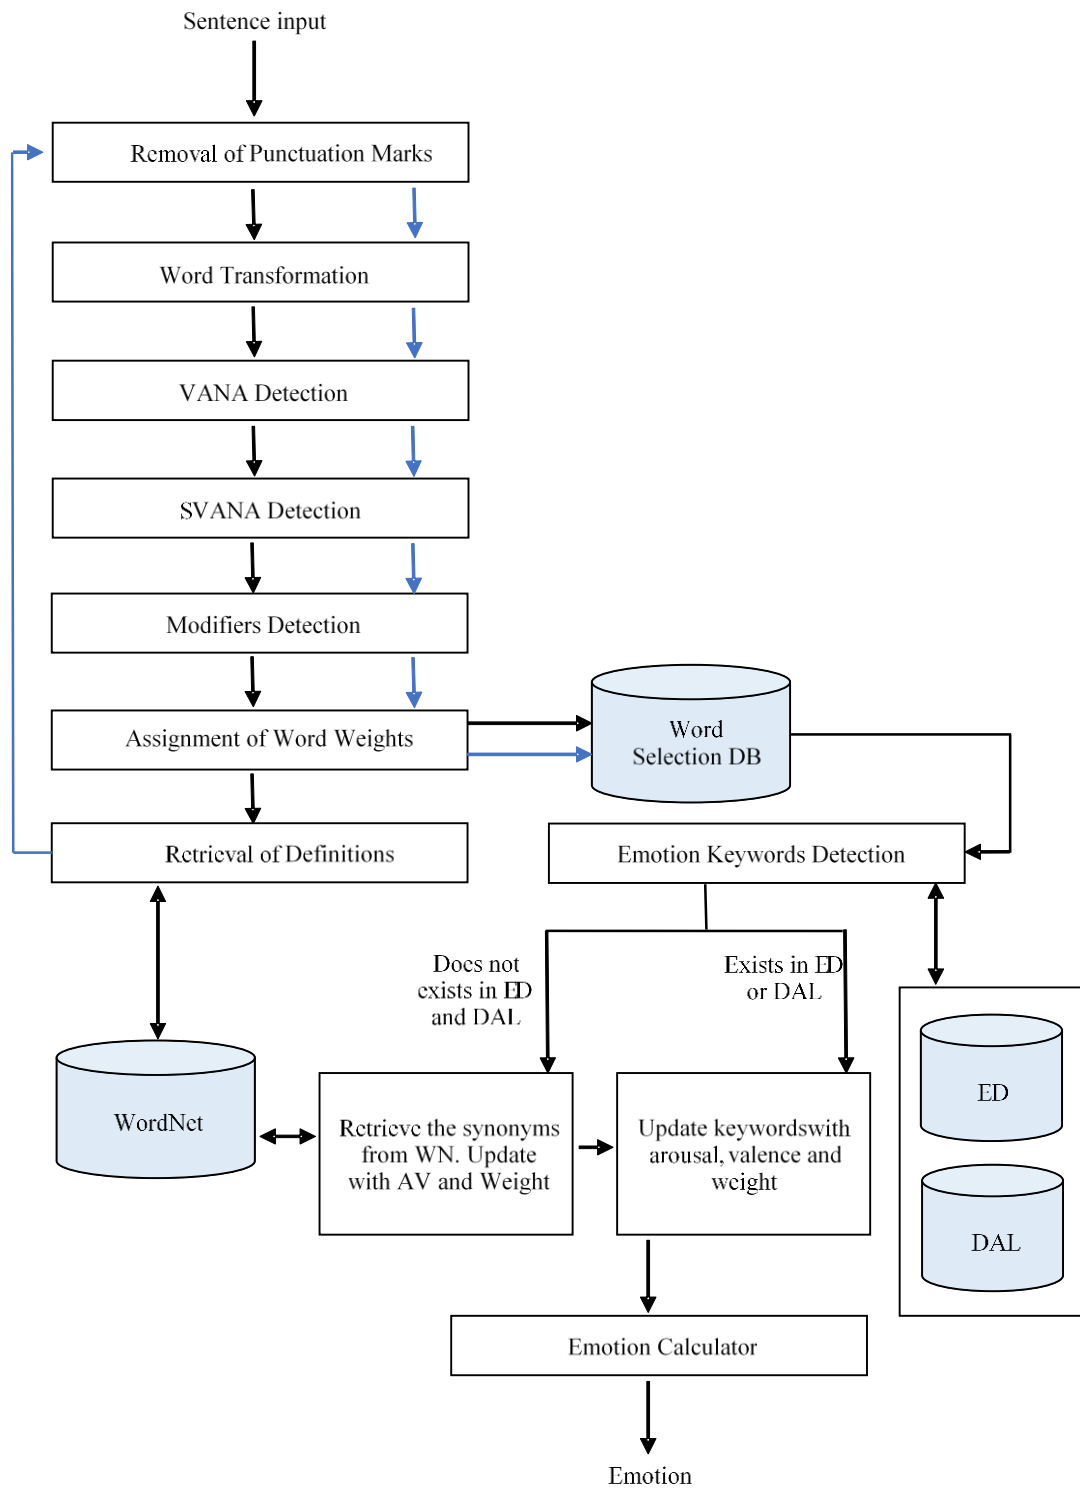 Sentence input
Removal of Punctuation Marks
Word Transformation
VANA Detection
SVANA Detection
Modifiers Detection
Assignment of Word Weights
Word
Selection DB
Retrieval of Definitions
Emotion Keywords Detection
Does not
exists in ED
and DAL
Exists in ED
or DAL
ED
WordNet
Retrieve the synonyms
from WN. Update
with AV and Weight
Update keywordswith
arousal, valence and
weight
DAL
Emotion Calculator
Emotion